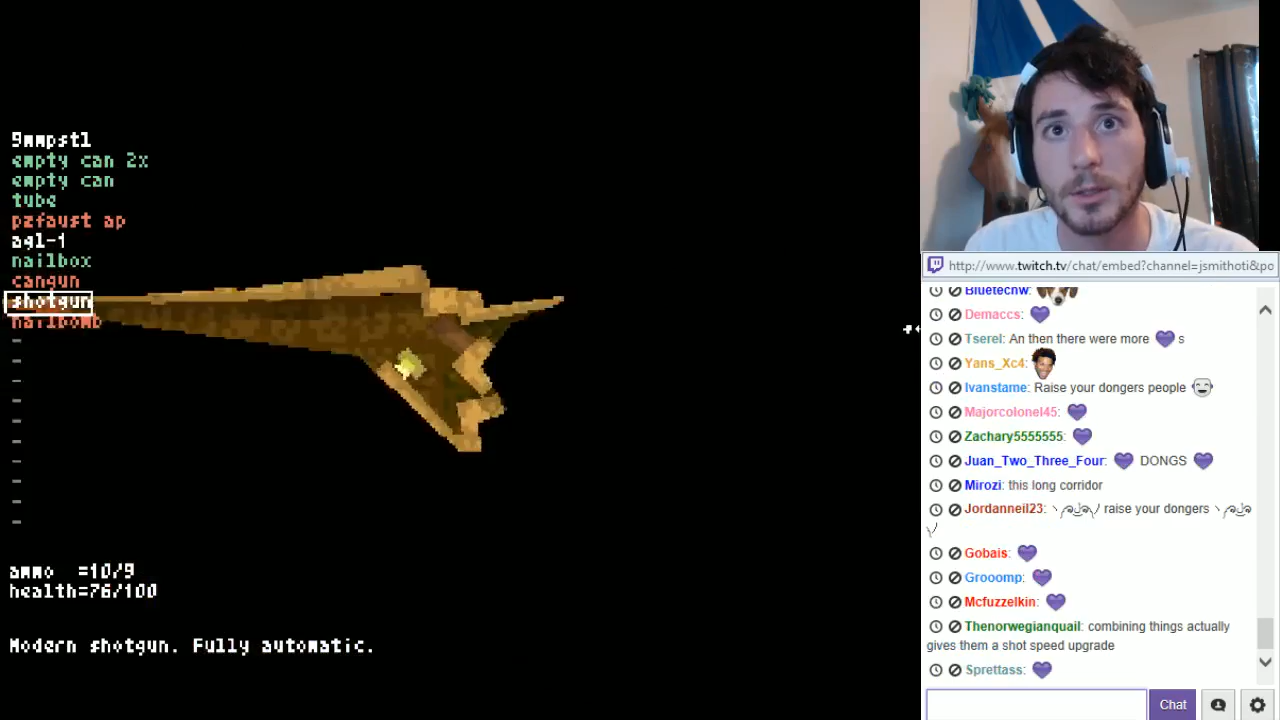 9mmpstl
empty can 2x
empty can
tube
pzfaust ap
agl-1
nailbox
cangun
shotgun
nailbomb
ammo =10/9
health=76/100
Modern shotgun. Fully automatic.
http://www.twitch.tv/chat/embed?channel=jsmithoti&po
Bluetechw:
Demaccs: 💜
Tserel: An then there were more 💜 s
Yans_Xc4:
Ivanstame: Raise your dongers people
Majorcolonel45: 💜
Zachary5555555: 💜
Juan_Two_Three_Four: 💜 DONGS 💜
Mirozi: this long corridor
Jordanneil23: raise your dongers
Gobais: 💜
Grooomp: 💜
Mcfuzzelkin: 💜
Thenorwegianquail: combining things actually
gives them a shot speed upgrade
Sprettass: 💜
Chat